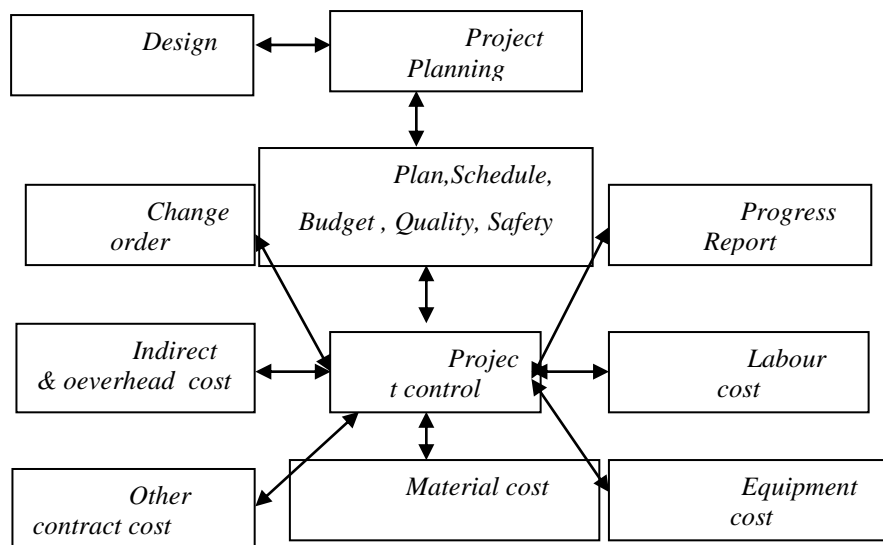 Design
Project
Planning
Plan,Schedule,
Budget , Quality, Safety
Change
order
Progress
Report
Indirect
& oeverhead cost
Projec
t control
Labour
cost
Other
contract cost
Material cost
Equipment
cost